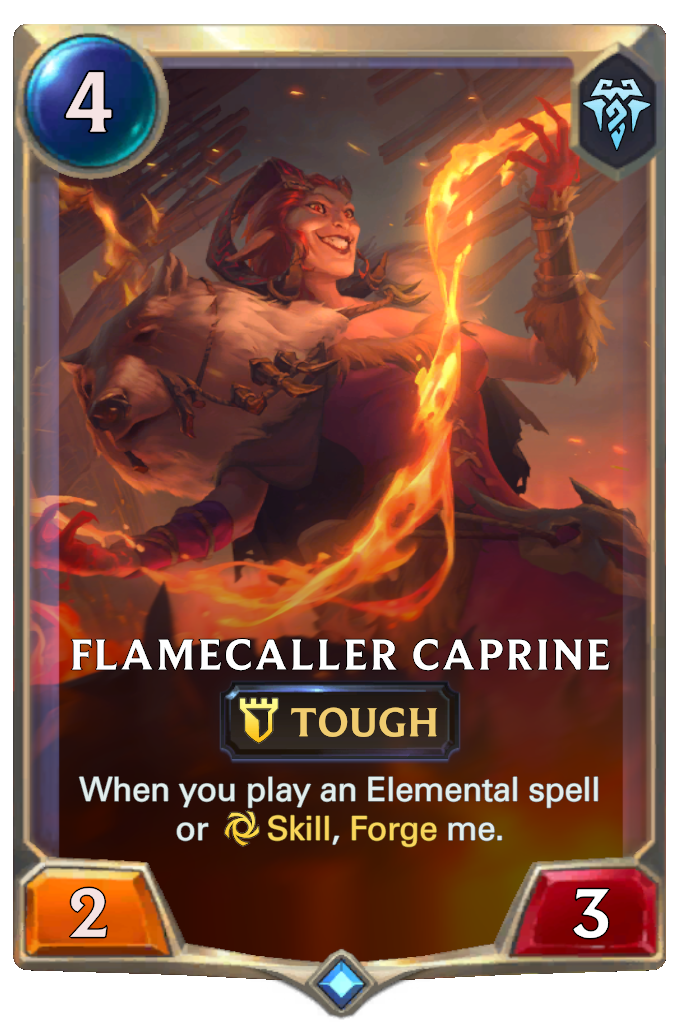 4
FLAMECALLER CAPRINE
TOUGH
When you play an Elemental spell
or Skill, Forge me.
2
3